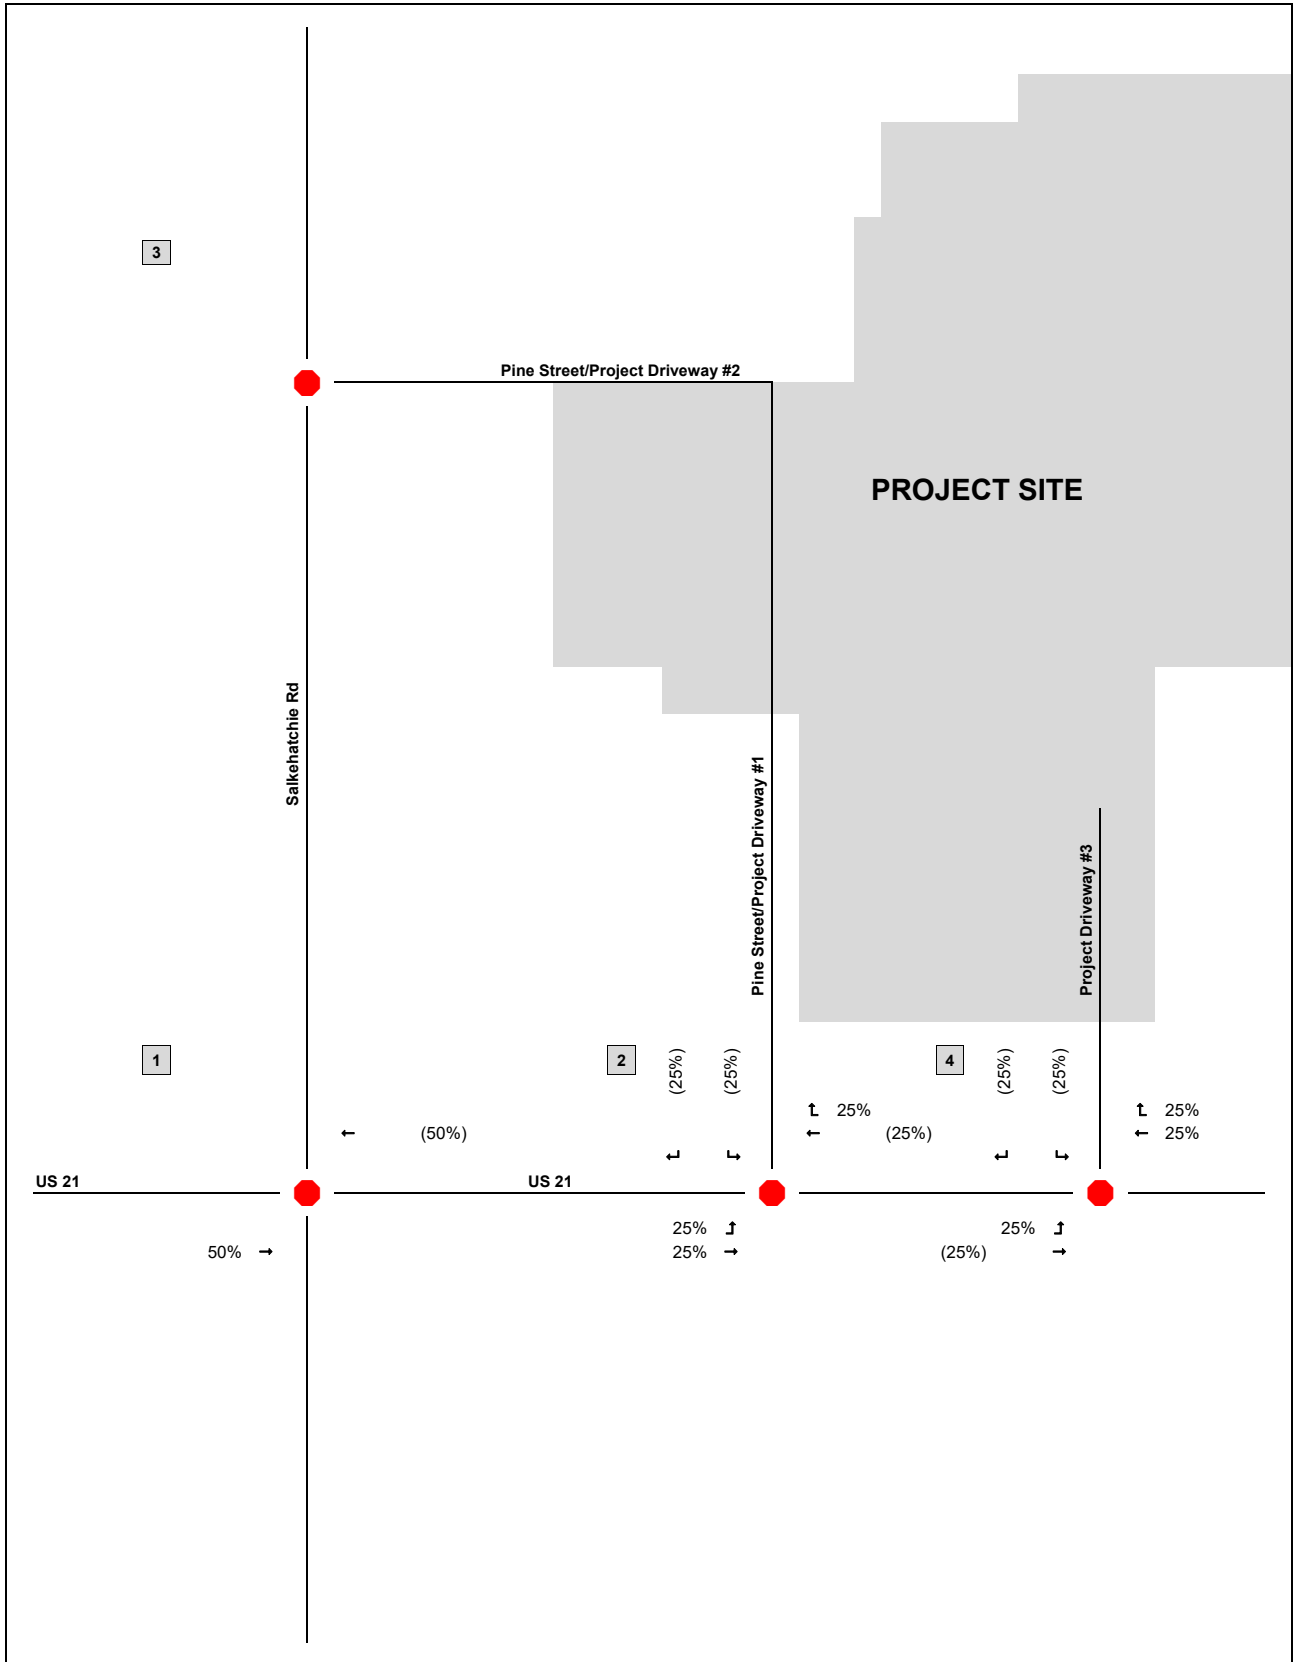 3
Pine Street/Project Driveway #2
PROJECT SITE
Salkehatchie Rd
Pine Street/Project Driveway #1
Project Driveway #3
1
2
(25%)
(25%)
4
(25%)
(25%)
25%
25%
(50%)
(25%)
25%
US 21
US 21
25%
25%
50%
25%
(25%)